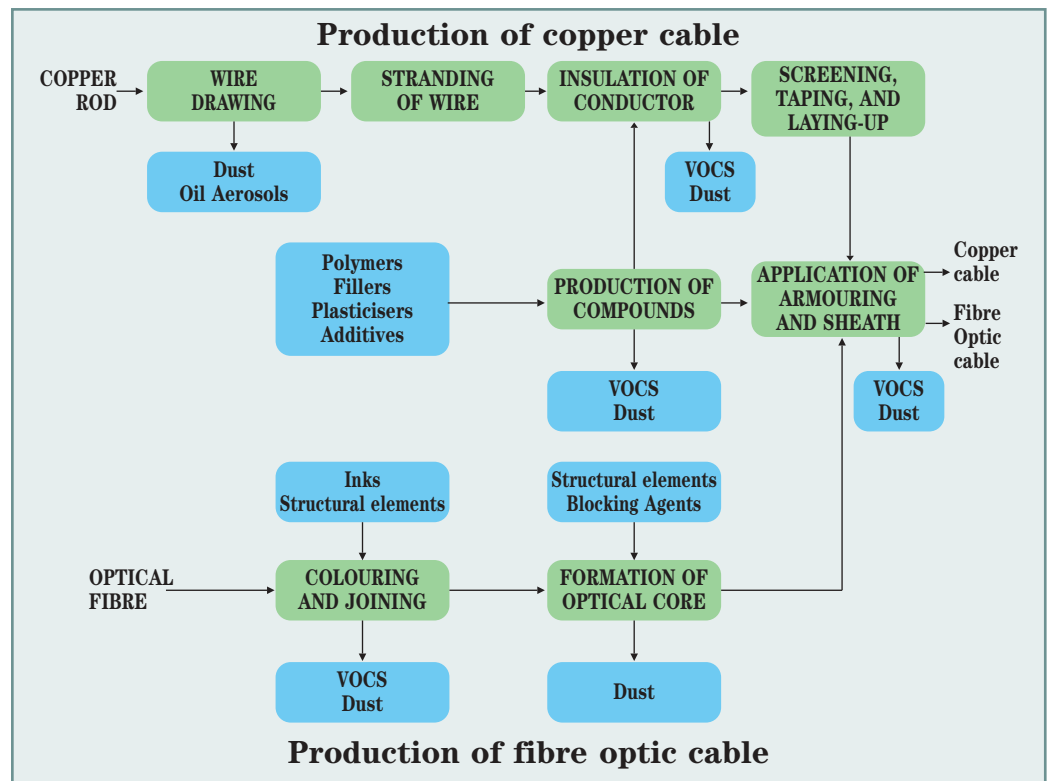 Production of copper cable
COPPER
ROD
WIRE
DRAWING
STRANDING
OF WIRE
INSULATION OF
CONDUCTOR
SCREENING,
TAPING, AND
LAYING-UP
Dust
Oil Aerosols
VOCS
Dust
Polymers
Fillers
Plasticisers
Additives
PRODUCTION OF
COMPOUNDS
APPLICATION OF
ARMOURING
AND SHEATH
Copper
cable
Fibre
Optic
cable
VOCS
Dust
VOCS
Dust
Inks
Structural elements
Structural elements
Blocking Agents
OPTICAL
FIBRE
COLOURING
AND JOINING
FORMATION OF
OPTICAL CORE
VOCS
Dust
Dust
Production of fibre optic cable